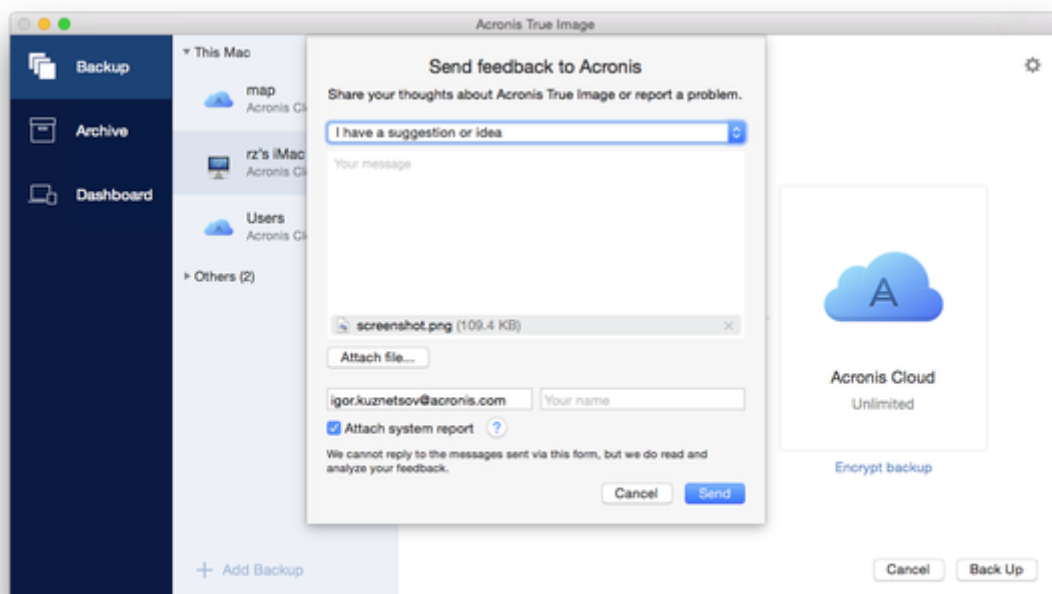 Acronis True Image
Backup
Archive
Dashboard
This Mac
map
Acronis Cl
rz's iMac
Acronis Cl
Users
Acronis Cl
Others (2)
Add Backup
Send feedback to Acronis
Share your thoughts about Acronis True Image or report a problem.
I have a suggestion or idea
Your message
screenshot.png (109.4 KB)
Attach file...
igor.kuznetsov@acronis.com
Your name
Attach system report ?
We cannot reply to the messages sent via this form, but we do read and
analyze your feedback.
Cancel
Send
Acronis Cloud
Unlimited
Encrypt backup
Cancel
Back Up